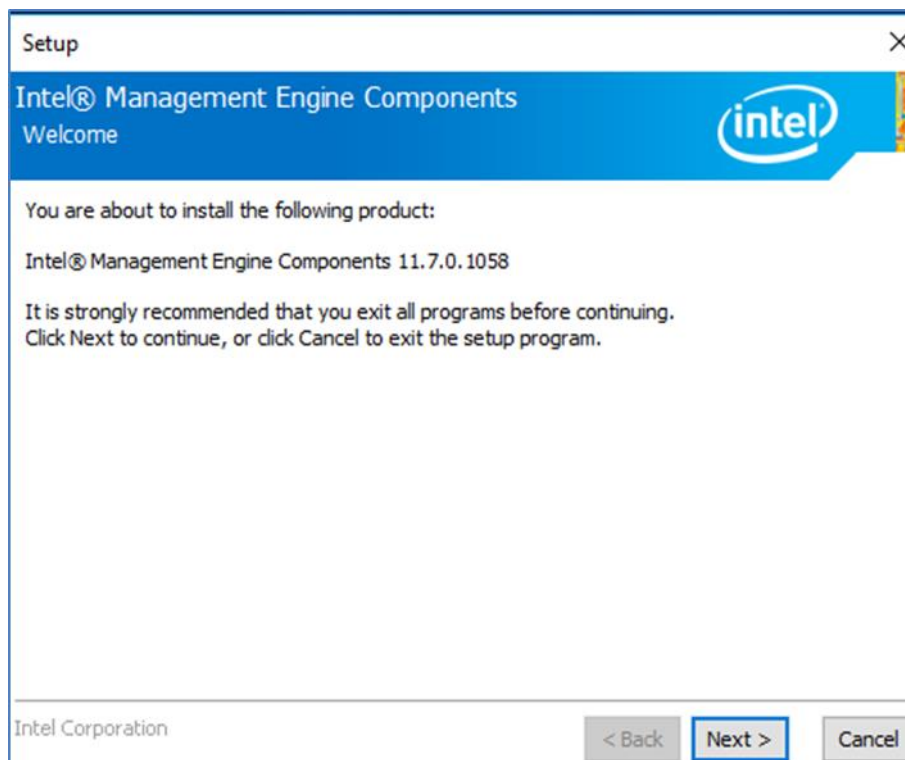 Setup
Intel® Management Engine Components
Welcome
intel
You are about to install the following product:
Intel® Management Engine Components 11.7.0.1058
It is strongly recommended that you exit all programs before continuing.
Click Next to continue, or click Cancel to exit the setup program.
Intel Corporation
< Back Next > Cancel